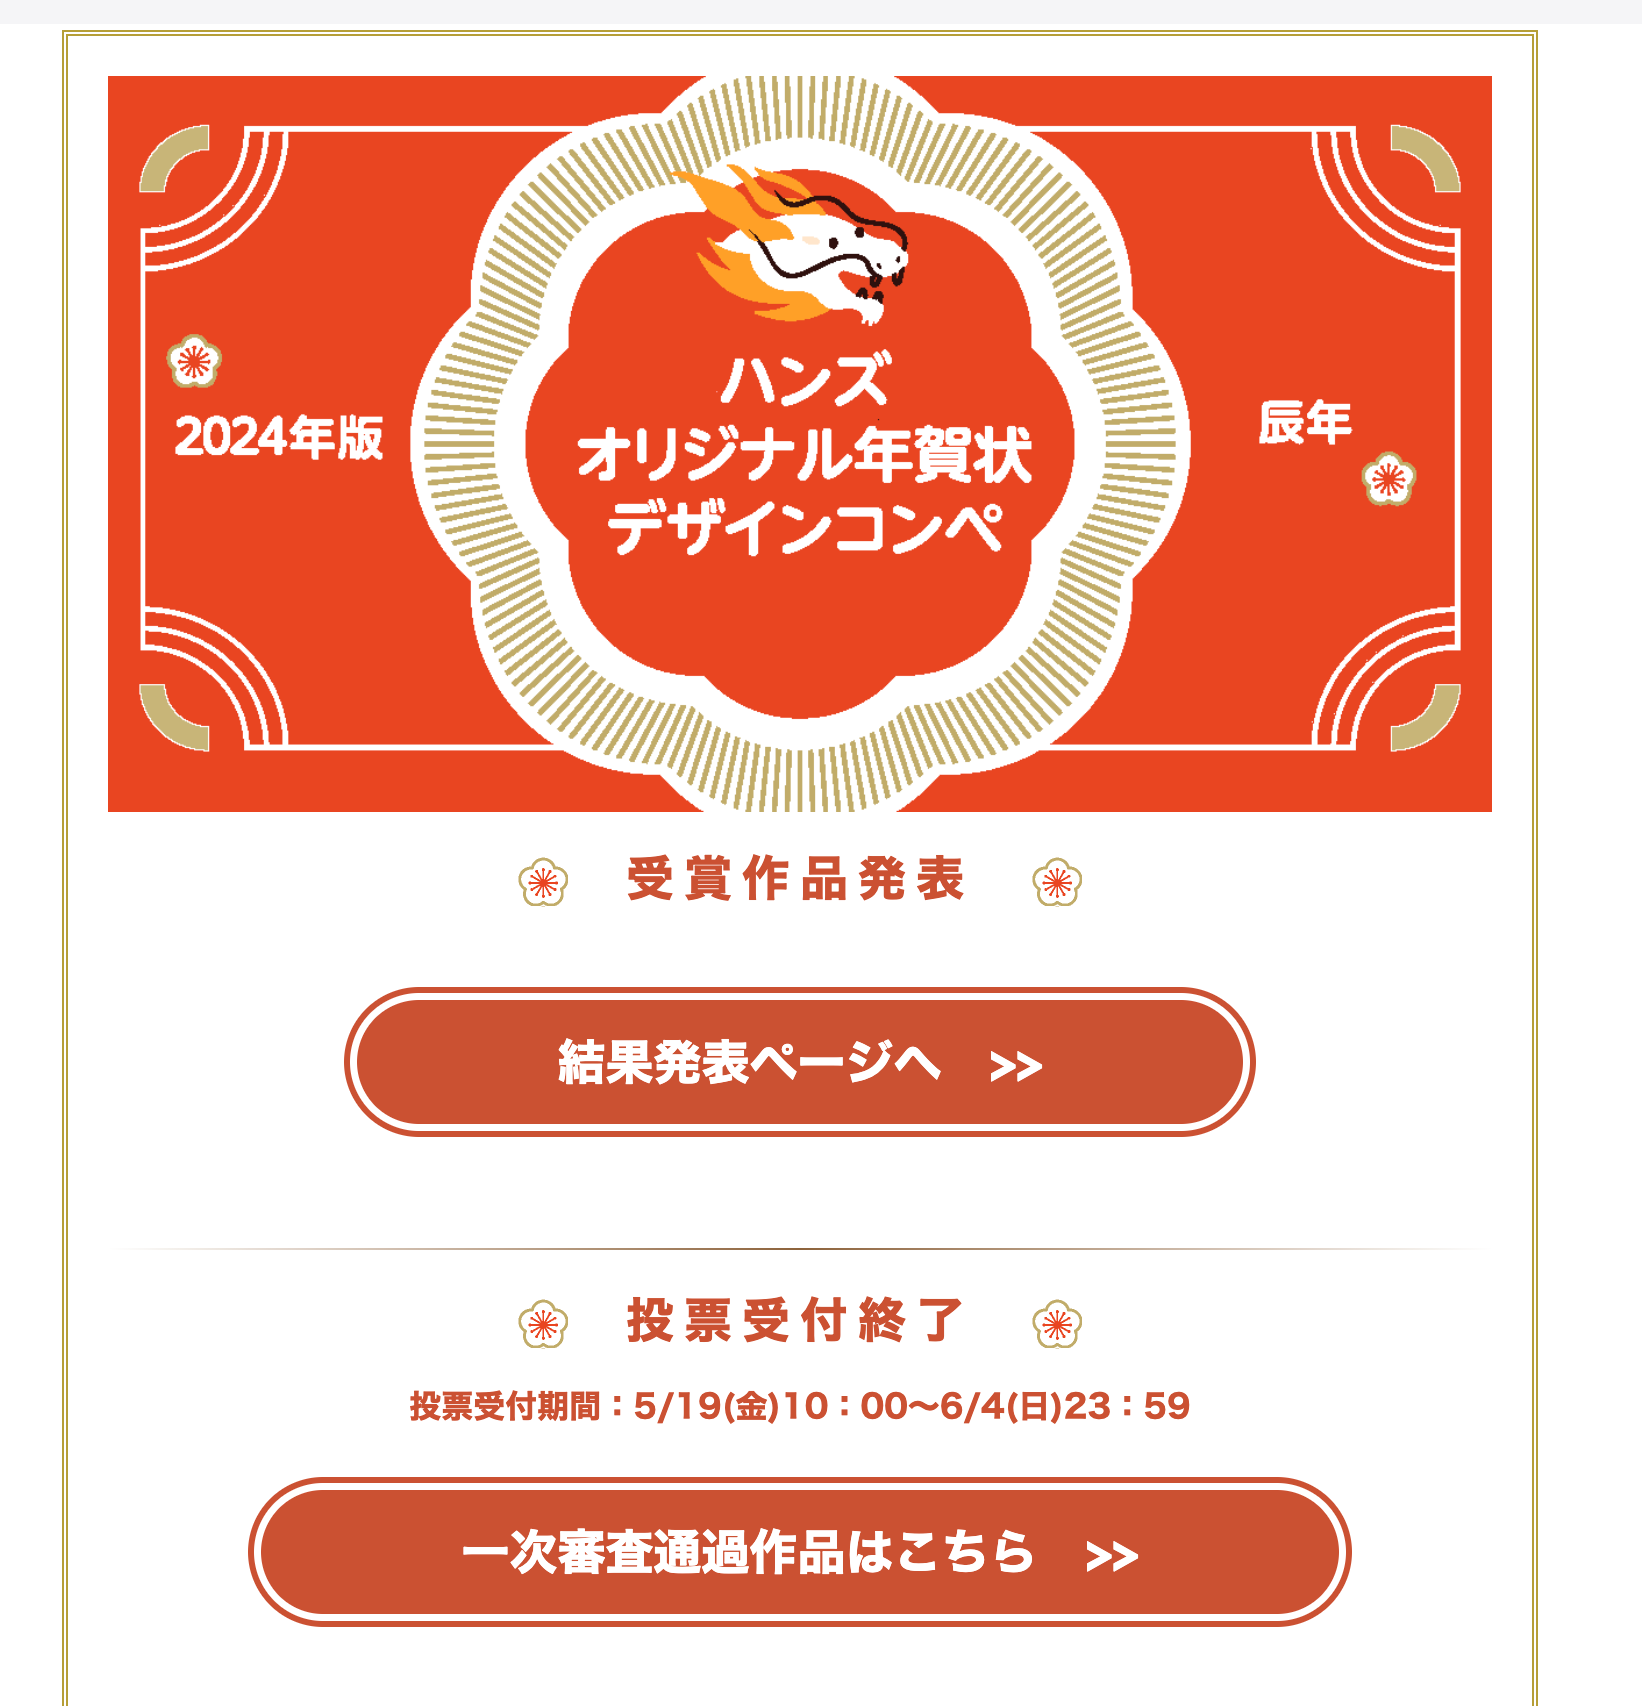 2024年版
ハンズ
オリジナル年賀状
デザインコンペ
辰年
受賞作品発表
結果発表ページへ　>>
投票受付終了
投票受付期間：5/19(金)10：00〜6/4(日)23：59
一次審査通過作品はこちら　>>